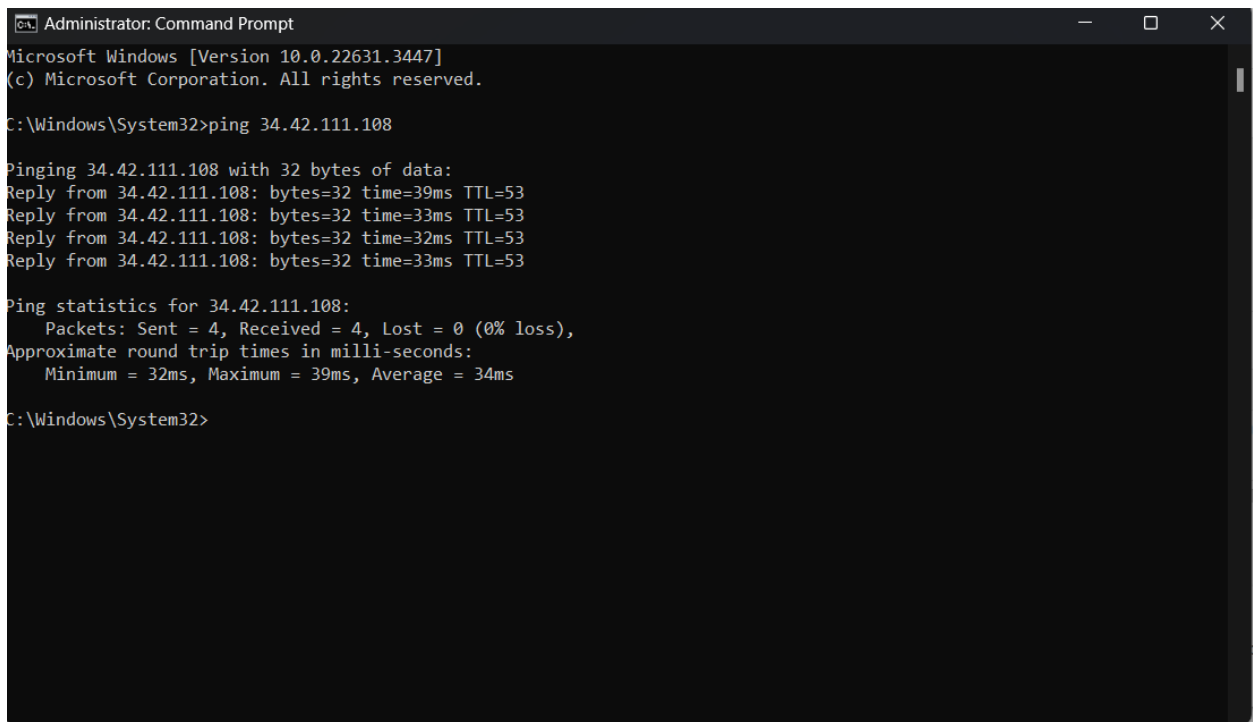 Administrator: Command Prompt
Microsoft Windows [Version 10.0.22631.3447]
(c) Microsoft Corporation. All rights reserved.
C:\Windows\System32>ping 34.42.111.108
Pinging 34.42.111.108 with 32 bytes of data:
Reply from 34.42.111.108: bytes=32 time=39ms TTL=53
Reply from 34.42.111.108: bytes=32 time=33ms TTL=53
Reply from 34.42.111.108: bytes=32 time=32ms TTL=53
Reply from 34.42.111.108: bytes=32 time=33ms TTL=53
Ping statistics for 34.42.111.108:
    Packets: Sent = 4, Received = 4, Lost = 0 (0% loss),
Approximate round trip times in milli-seconds:
    Minimum = 32ms, Maximum = 39ms, Average = 34ms
C:\Windows\System32>